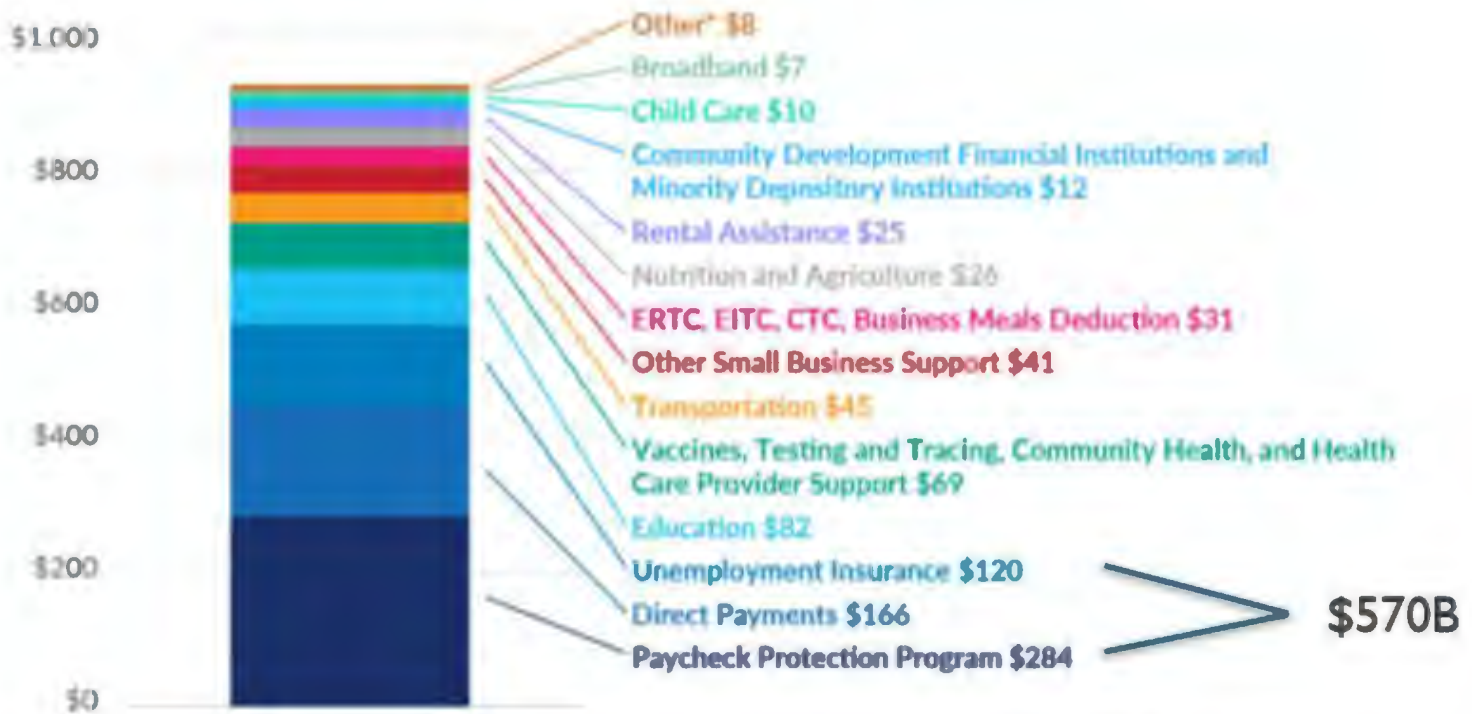 $1000
$800
$600
$400
$200
$0
Other* $8
Broadband $7
Child Care $10
Community Development Financial Institutions and
Minority Depository Institutions $12
Rental Assistance $25
Nutrition and Agriculture $26
ERTC, EITC, CTC, Business Meals Deduction $31
Other Small Business Support $41
Transportation $45
Vaccines, Testing and Tracing, Community Health, and Health
Care Provider Support $69
Education $82
Unemployment Insurance $120
Direct Payments $166
Paycheck Protection Program $284
$570B